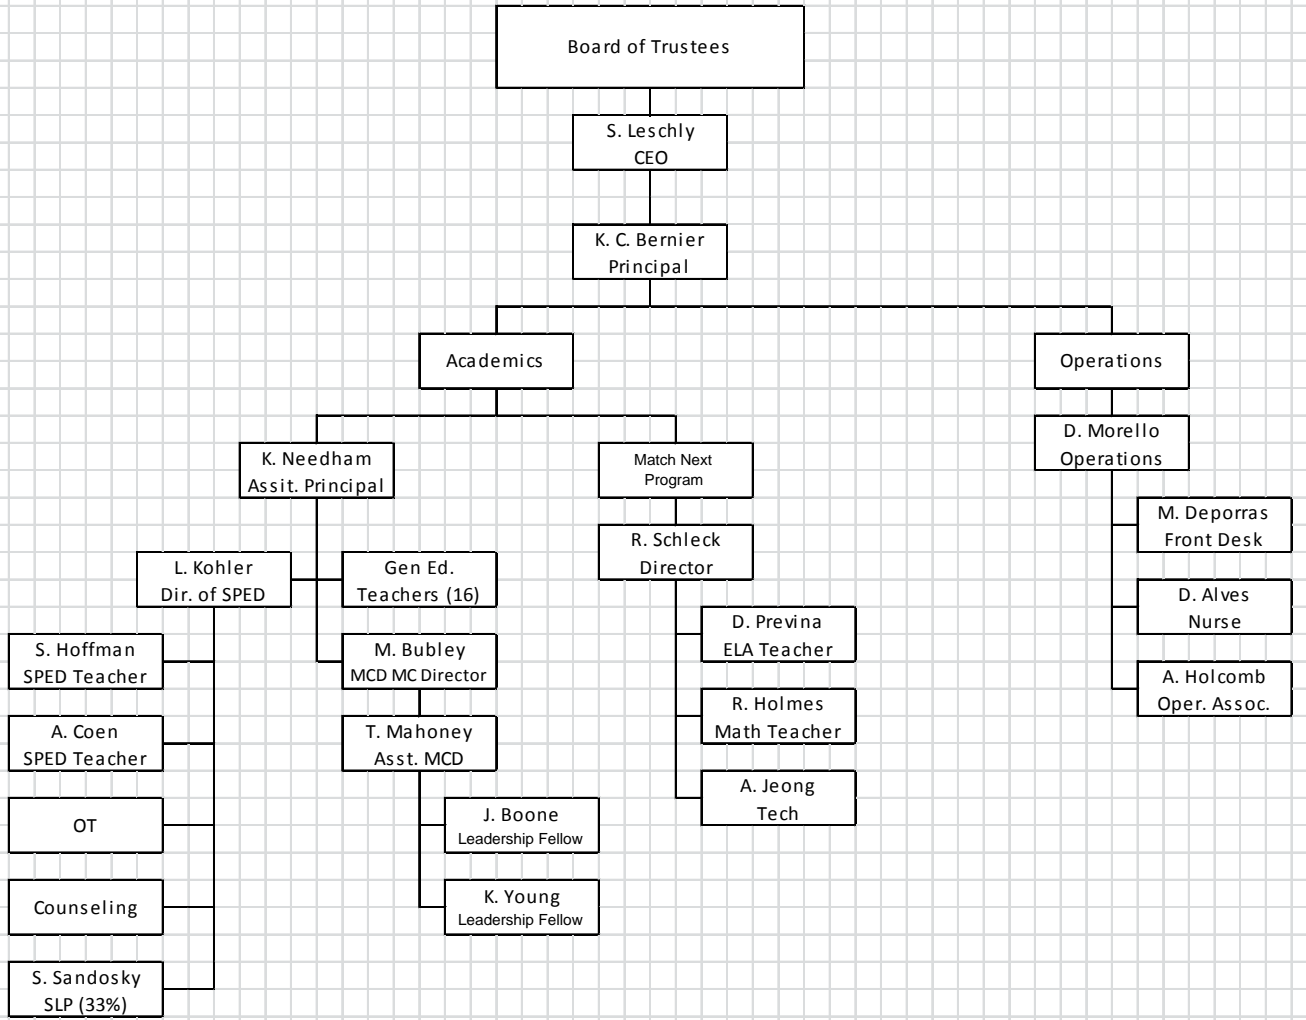 Board of Trustees
S. Leschly
CEO
K. C. Bernier
Principal
Academics
Operations
K. Needham
Assit. Principal
Match Next
Program
D. Morello
Operations
L. Kohler
Dir. of SPED
Gen Ed.
Teachers (16)
R. Schleck
Director
M. Deporras
Front Desk
S. Hoffman
SPED Teacher
M. Bubley
MCD MC Director
D. Previna
ELA Teacher
D. Alves
Nurse
A. Coen
SPED Teacher
T. Mahoney
Asst. MCD
R. Holmes
Math Teacher
A. Holcomb
Oper. Assoc.
OT
J. Boone
Leadership Fellow
A. Jeong
Tech
Counseling
K. Young
Leadership Fellow
S. Sandosky
SLP (33%)